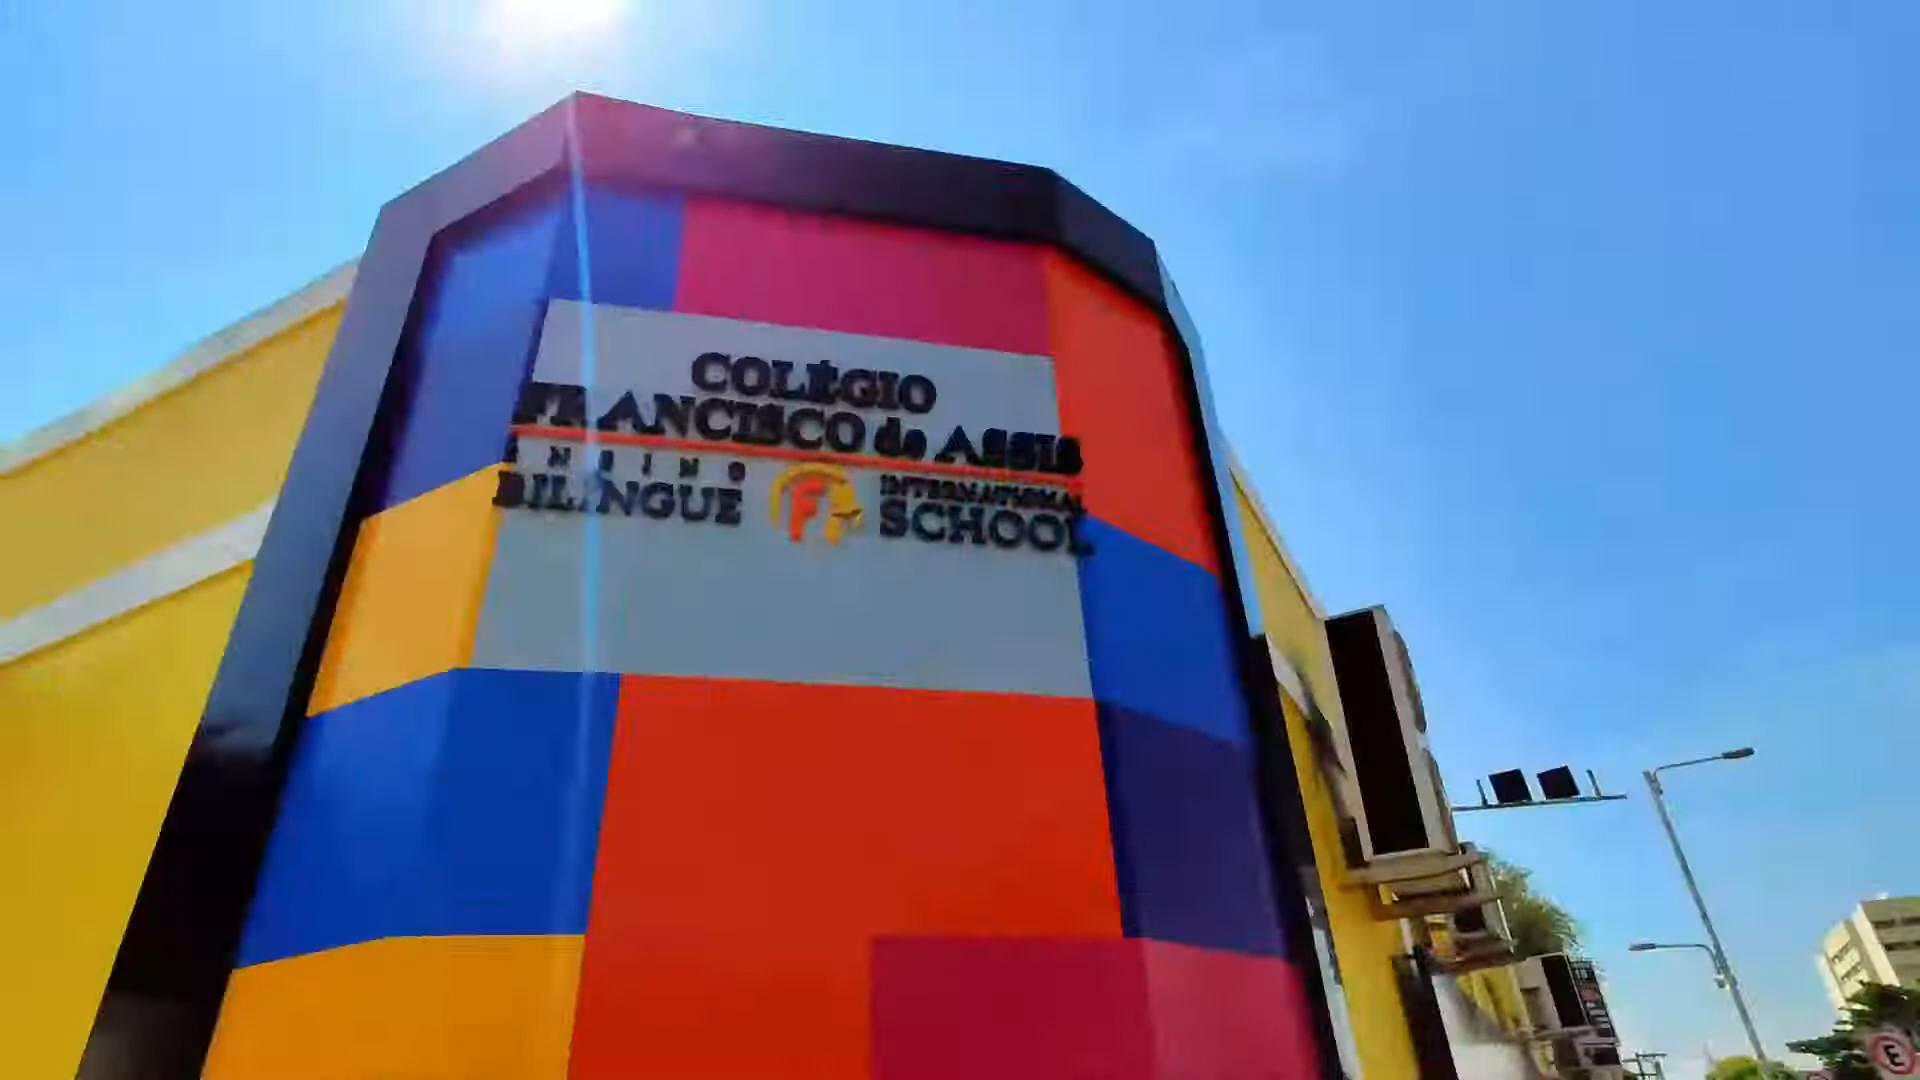 COLÉGIO
FRANCISCO de ASSIS
ENSINO
BILINGUE
F
INTERNATIONAL
SCHOOL
E